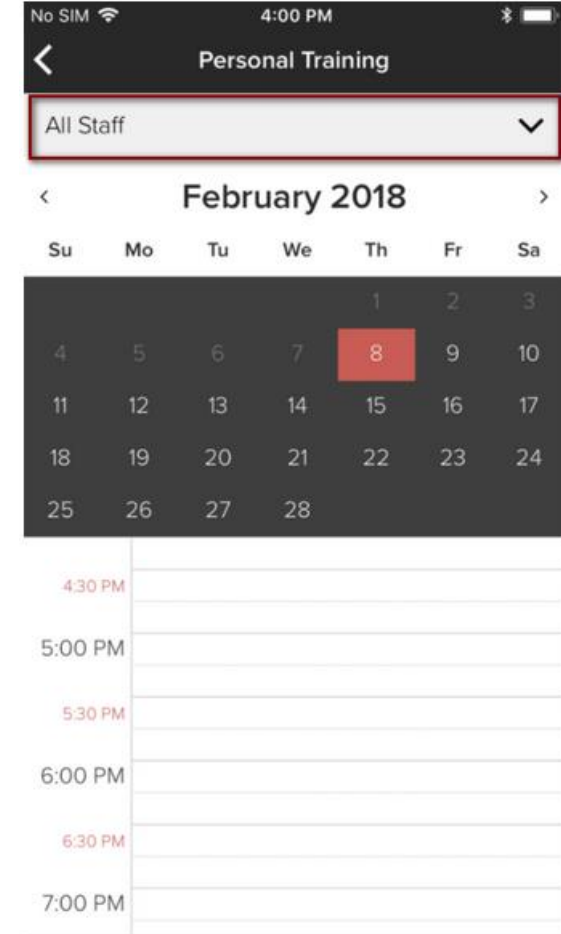 No SIM 4:00 PM
Personal Training
All Staff
February 2018
Su Mo Tu We Th Fr Sa
1 2 3
4 5 6 7 8 9 10
11 12 13 14 15 16 17
18 19 20 21 22 23 24
25 26 27 28
4:30 PM
5:00 PM
5:30 PM
6:00 PM
6:30 PM
7:00 PM